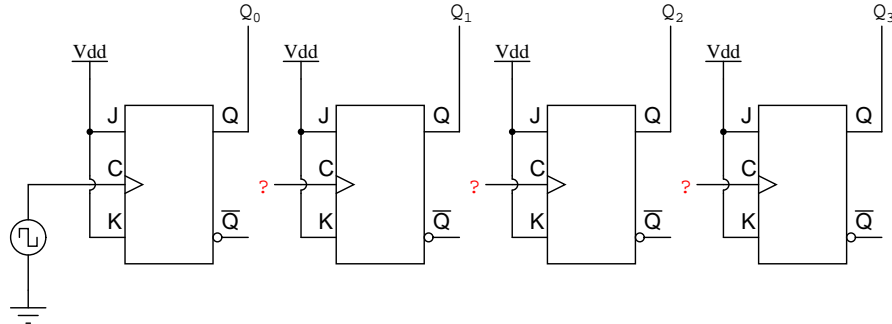 Q0 Q1 Q2 Q3
Vdd Vdd Vdd Vdd
J Q J Q J Q J Q
C ? C ? C ? C
K Q̅ K Q̅ K Q̅ K Q̅